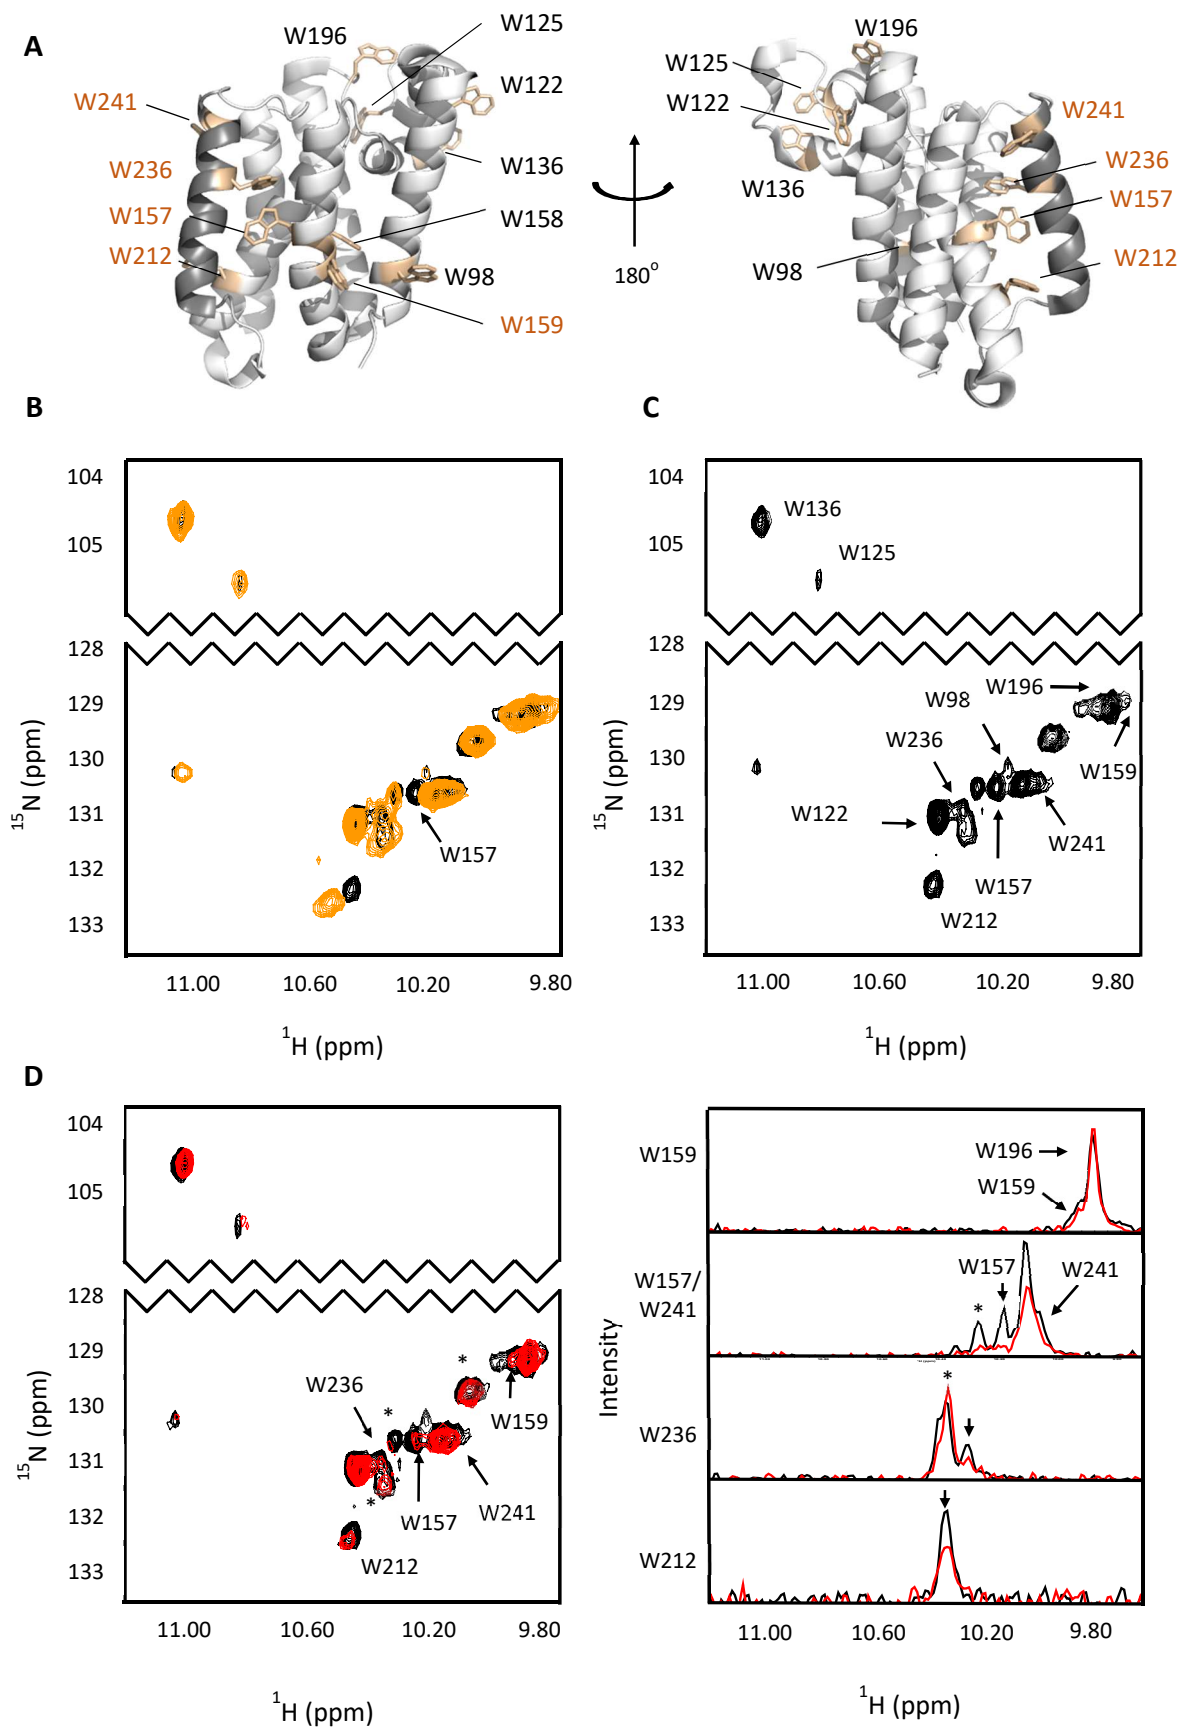 A
W196
W125
W241
W122
W236
W136
W157
W158
W212
W98
W159
180°
W196
W125
W122
W241
W236
W136
W157
W98
W212
B
104
105
128
129
130
131
132
133
15N (ppm)
W157
11.00 10.60 10.20 9.80
1H (ppm)
C
104
105
128
129
130
131
132
133
15N (ppm)
W136
W125
W196
W98
W236
W159
W122
W241
W157
W212
11.00 10.60 10.20 9.80
1H (ppm)
D
104
105
128
129
130
131
132
133
15N (ppm)
*
W236
*
W159
*
W157
W241
W212
11.00 10.60 10.20 9.80
1H (ppm)
Intensity
W159
W196
W159
W157/
W241
W157
W241
*
W236
*
W212
11.00 10.60 10.20 9.80
1H (ppm)